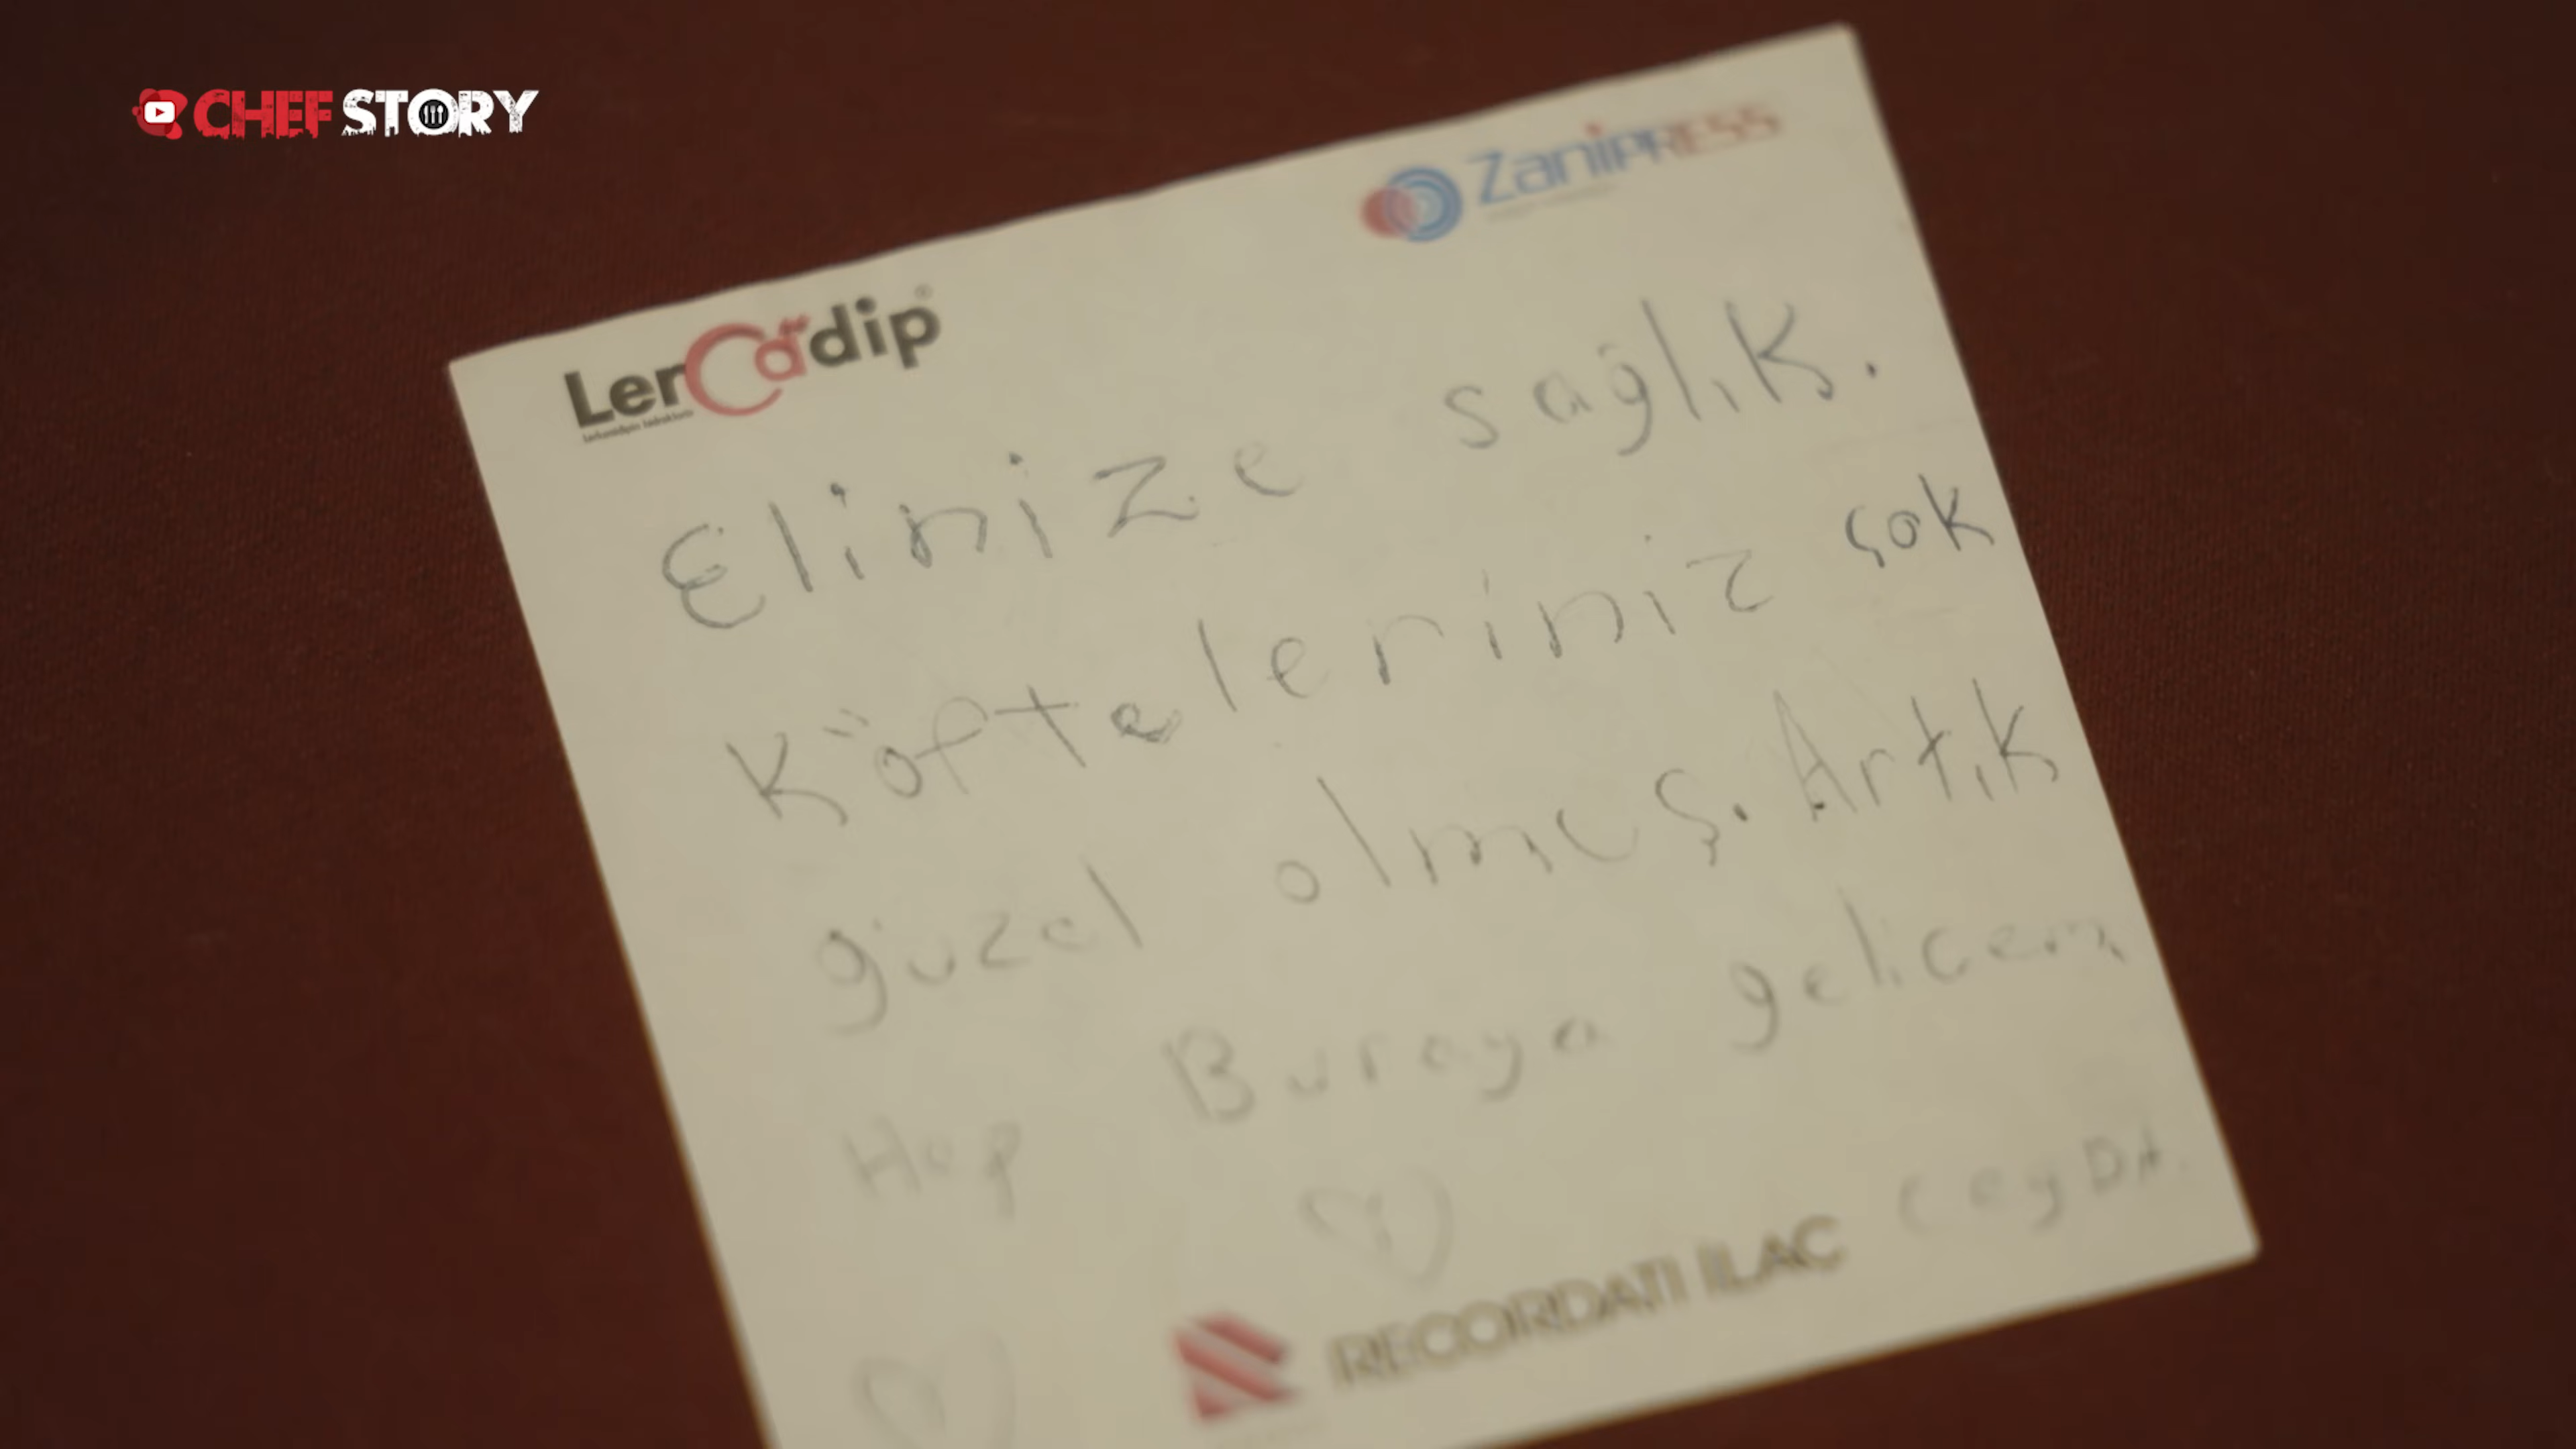 CHEF STORY
ZANIPRESS
LerCadip®
Elinize sağlık.
Köfteleriniz çok
güzel olmuş. Artık
Hep Buraya gelicem
CeyDA.
RECORDATI İLAÇ